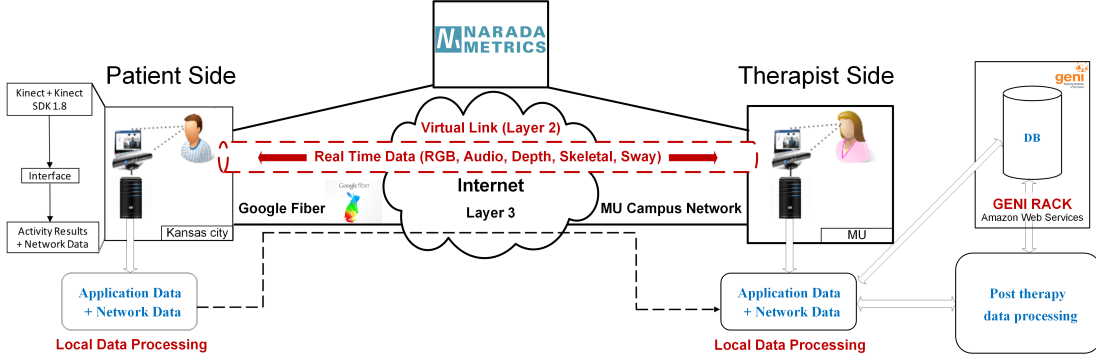 NARADA
METRICS
Patient Side
Therapist Side
Kinect + Kinect
SDK 1.8
Interface
Activity Results
+ Network Data
Kansas city
Virtual Link (Layer 2)
Real Time Data (RGB, Audio, Depth, Skeletal, Sway)
Internet
Layer 3
Google Fiber
Google fiber
MU Campus Network
MU
geni
DB
GENI RACK
Amazon Web Services
Application Data
+ Network Data
Local Data Processing
Application Data
+ Network Data
Local Data Processing
Post therapy
data processing